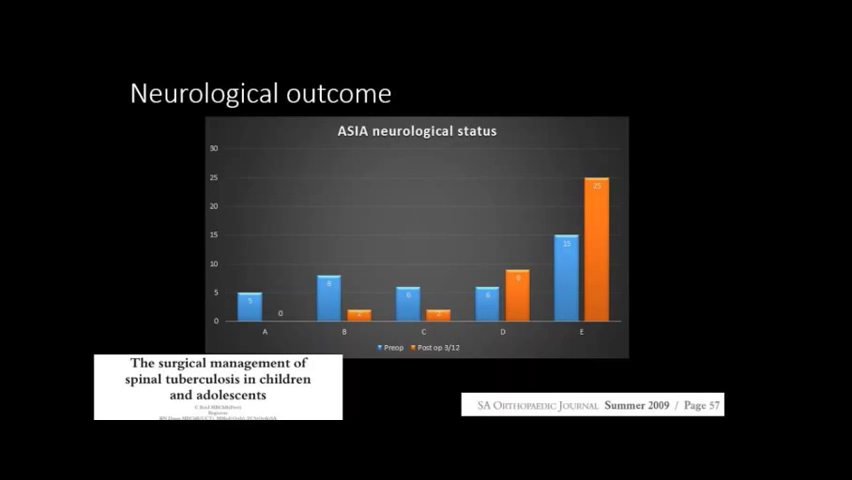 Neurological outcome
ASIA neurological status
30
25
20
15
10
5
0
5
0
8
2
6
2
6
9
15
25
A B C D E
Preop Post op 3/12
The surgical management of
spinal tuberculosis in children
and adolescents
SA ORTHOPAEDIC JOURNAL Summer 2009 / Page 57